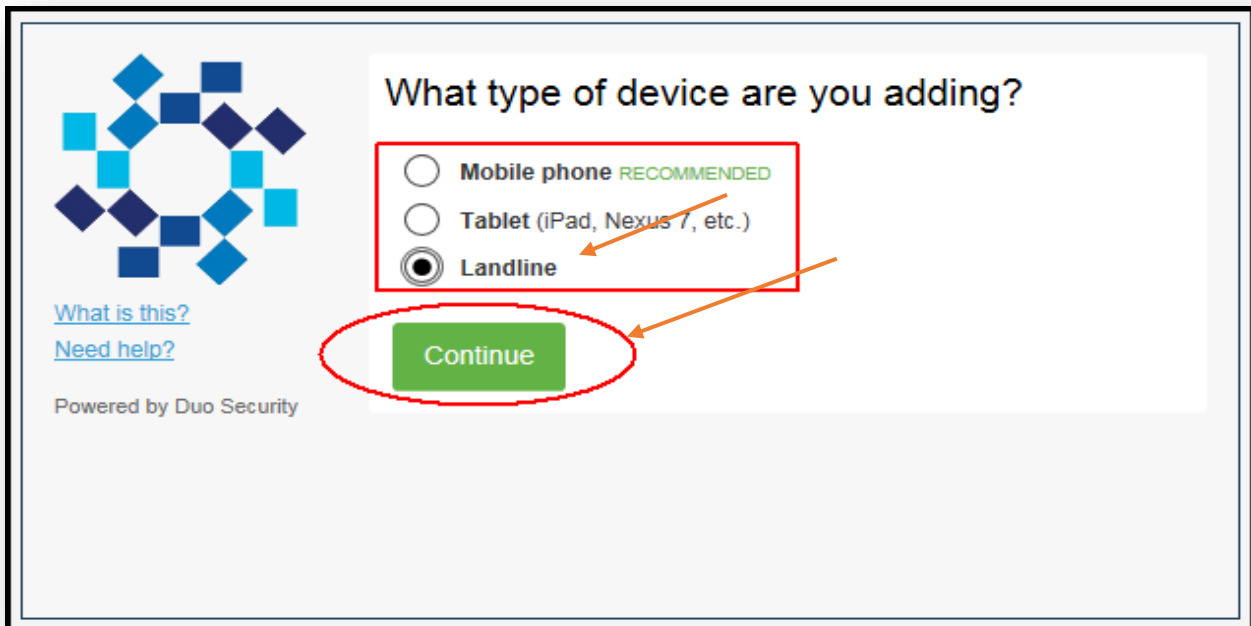 What type of device are you adding?
Mobile phone RECOMMENDED
Tablet (iPad, Nexus 7, etc.)
Landline
Continue
What is this?
Need help?
Powered by Duo Security